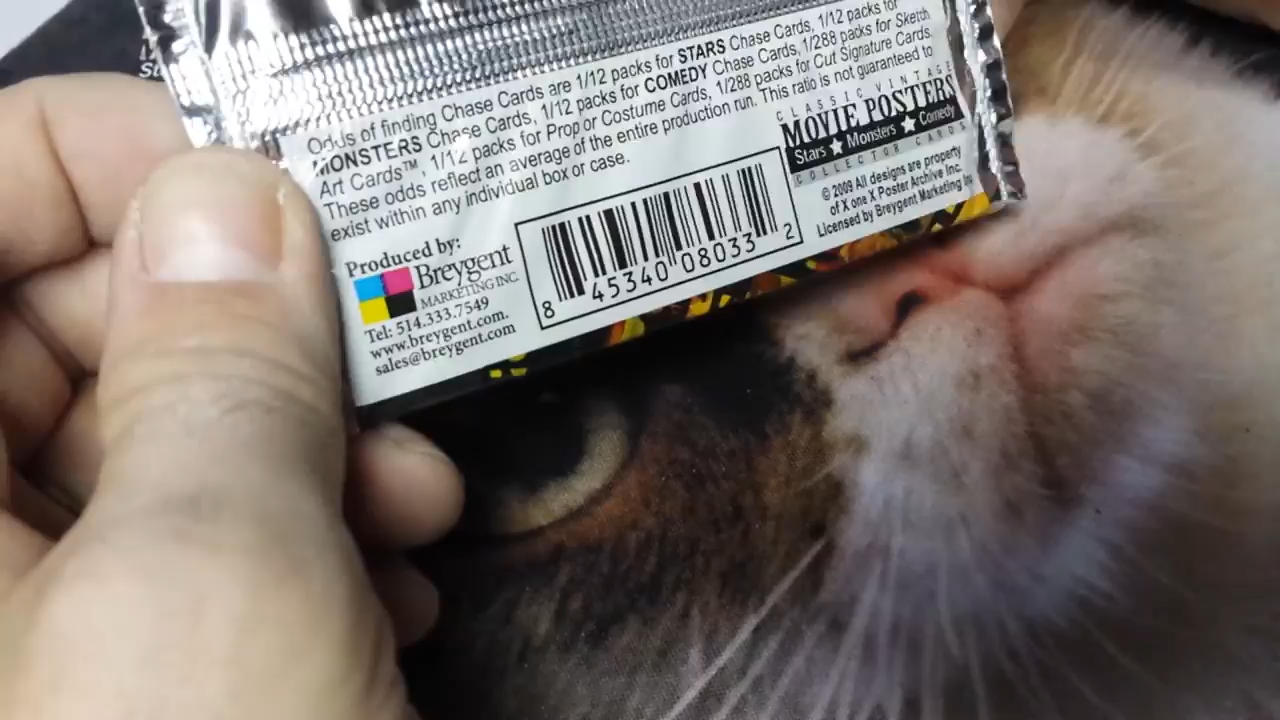 Odds of finding Chase Cards are 1/12 packs for STARS Chase Cards, 1/12 packs for
MONSTERS Chase Cards, 1/12 packs for COMEDY Chase Cards, 1/288 packs for Sketch
Art Cards™, 1/12 packs for Prop or Costume Cards, 1/288 packs for Cut Signature Cards.
These odds reflect an average of the entire production run. This ratio is not guaranteed to
exist within any individual box or case.
CLASSIC VINTAGE
MOVIE POSTERS
Stars ★ Monsters ★ Comedy
COLLECTOR CARDS
© 2009 All designs are property
of X one X Poster Archive Inc.
Licensed by Breygent Marketing
Produced by:
Breygent
MARKETING INC.
Tel: 514.333.7549
www.breygent.com.
sales@breygent.com
8 45340 08033 2